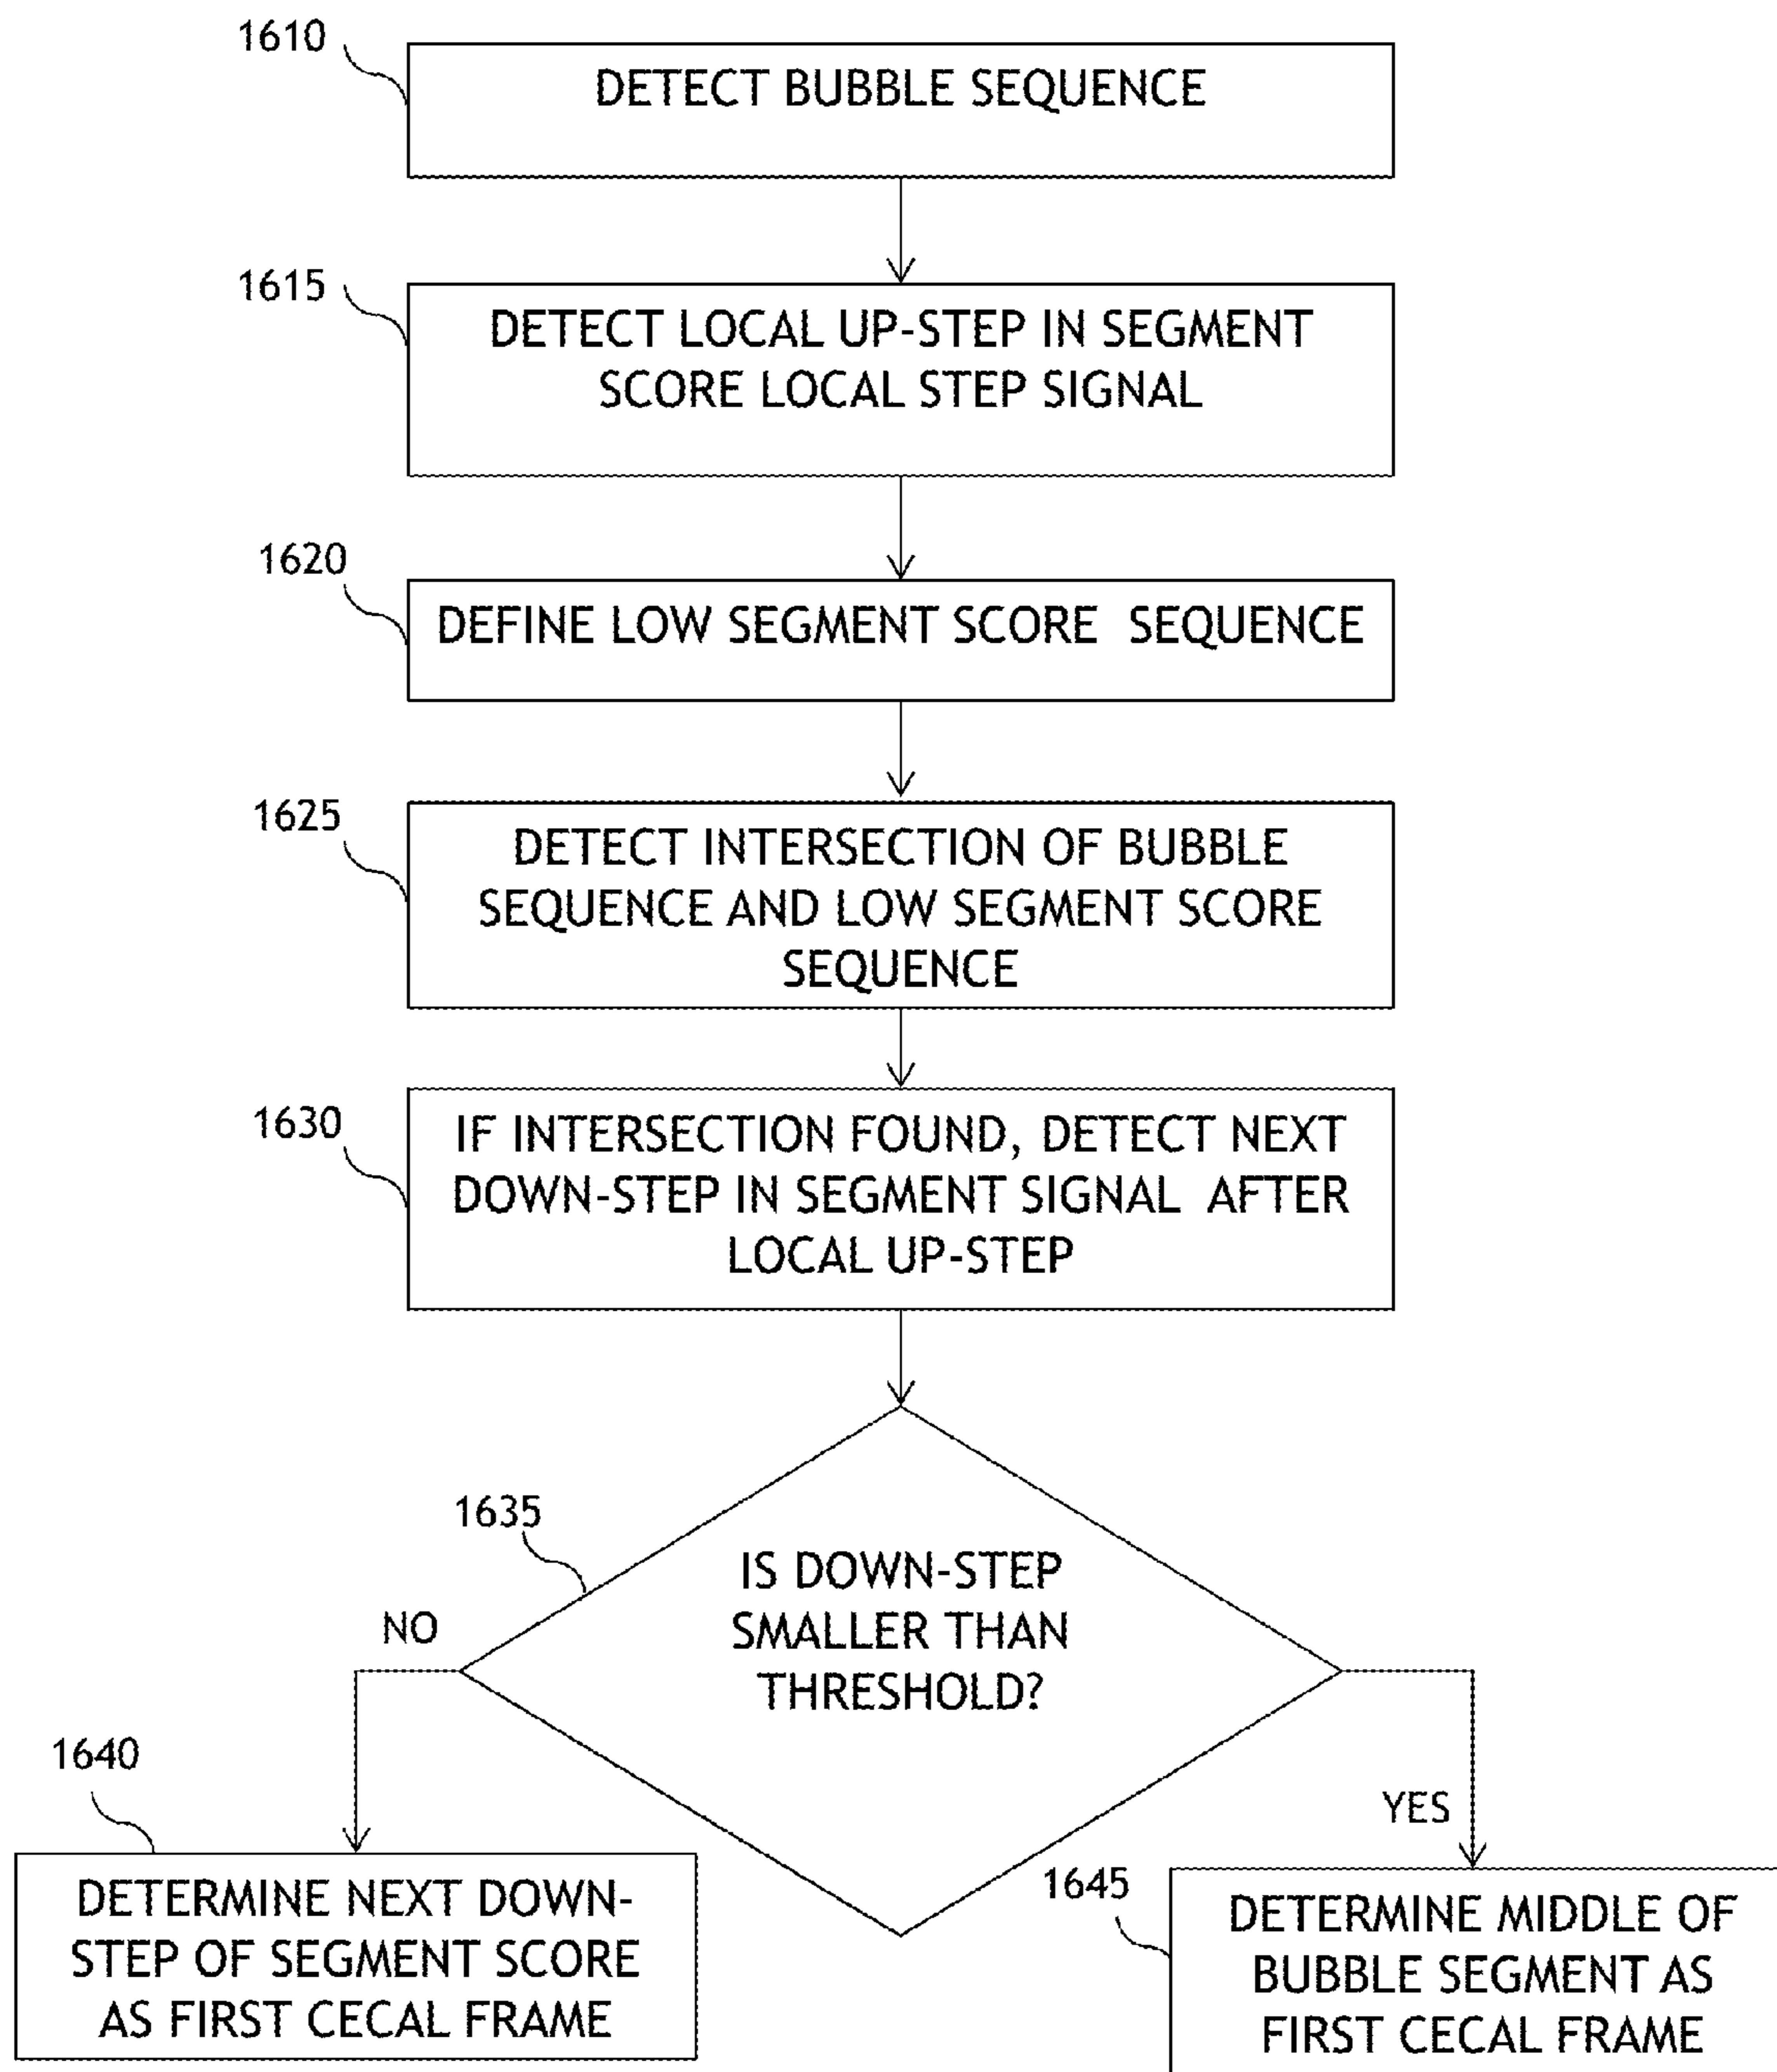 1610
DETECT BUBBLE SEQUENCE
1615
DETECT LOCAL UP-STEP IN SEGMENT
SCORE LOCAL STEP SIGNAL
1620
DEFINE LOW SEGMENT SCORE SEQUENCE
1625
DETECT INTERSECTION OF BUBBLE
SEQUENCE AND LOW SEGMENT SCORE
SEQUENCE
1630
IF INTERSECTION FOUND, DETECT NEXT
DOWN-STEP IN SEGMENT SIGNAL AFTER
LOCAL UP-STEP
1635
IS DOWN-STEP
SMALLER THAN
THRESHOLD?
NO
YES
1640
DETERMINE NEXT DOWN-
STEP OF SEGMENT SCORE
AS FIRST CECAL FRAME
1645
DETERMINE MIDDLE OF
BUBBLE SEGMENT AS
FIRST CECAL FRAME